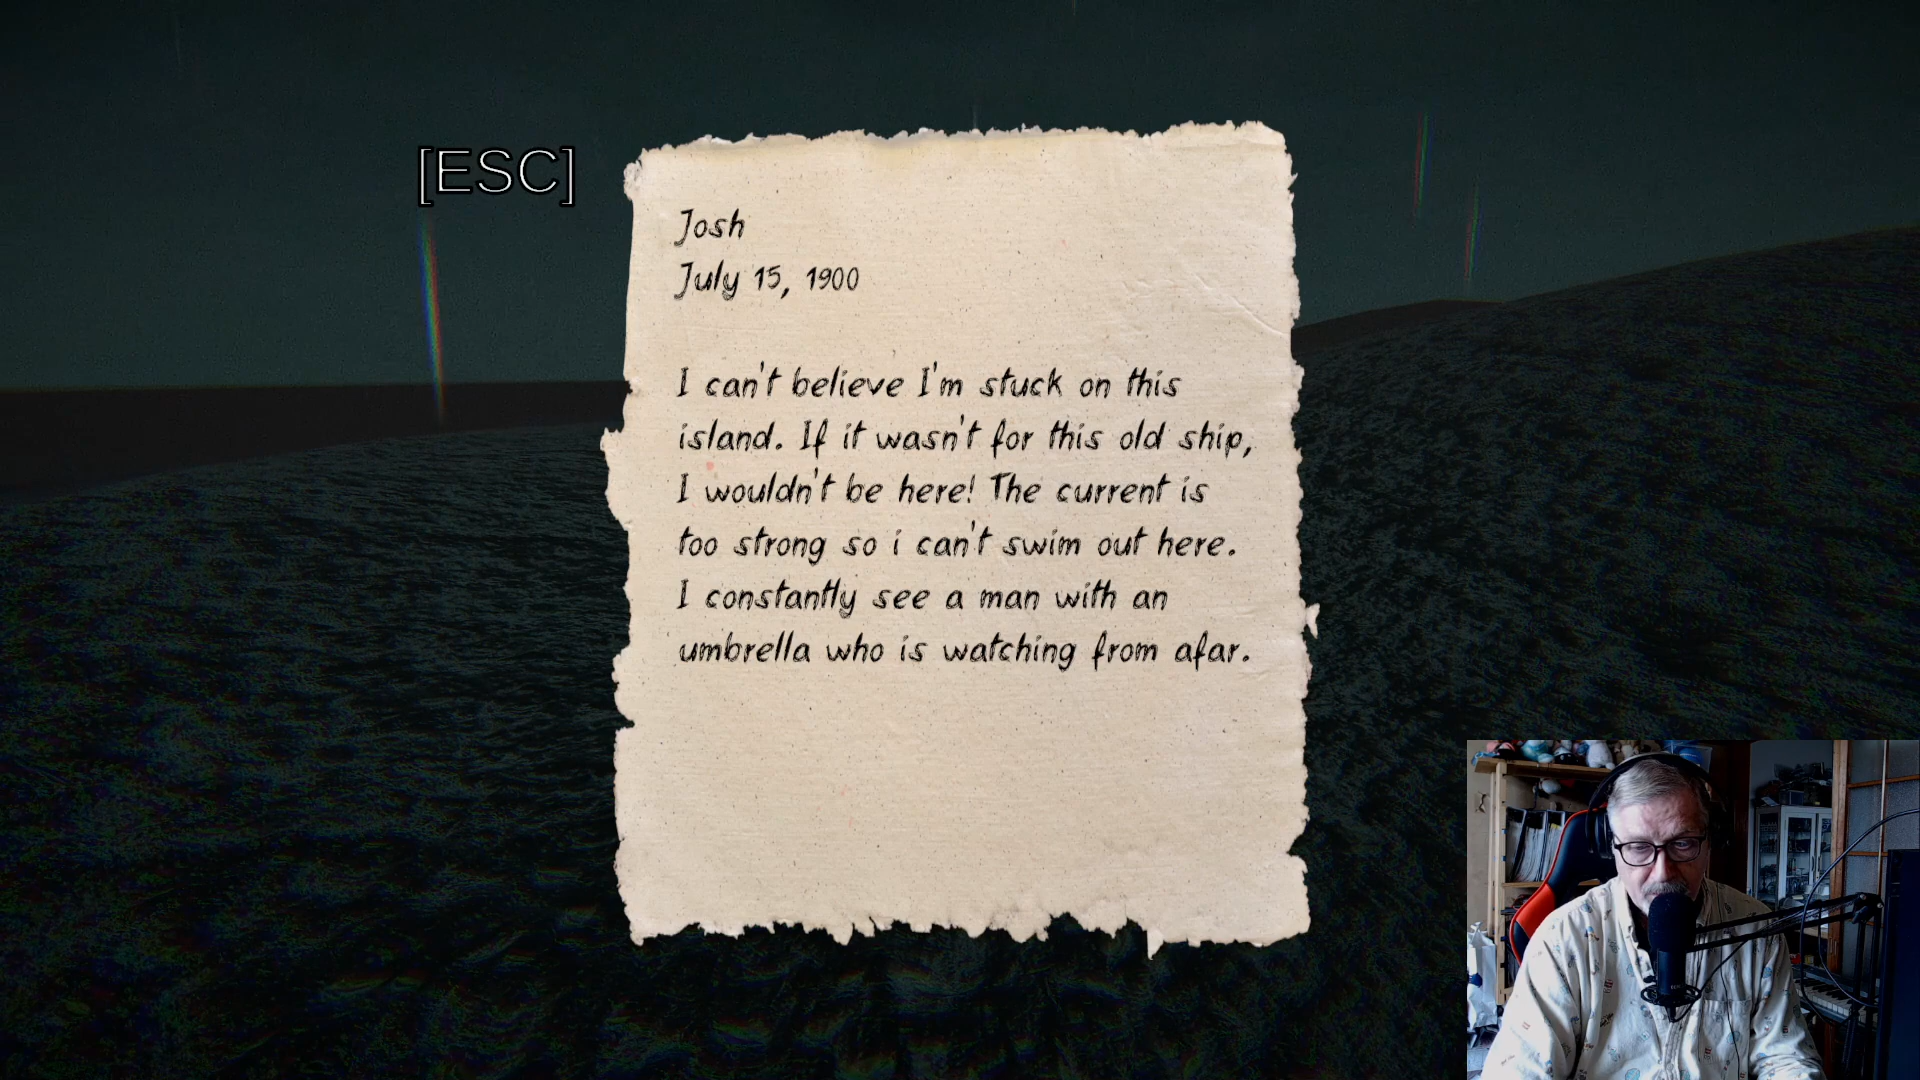 [ESC]
Josh
July 15, 1900
I can't believe I'm stuck on this
island. If it wasn't for this old ship,
I wouldn't be here! The current is
too strong so i can't swim out here.
I constantly see a man with an
umbrella who is watching from afar.